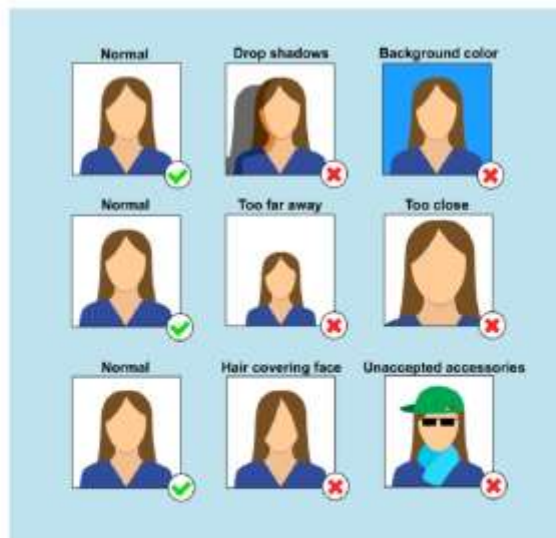 Normal
Drop shadows
Background color
Normal
Too far away
Too close
Normal
Hair covering face
Unaccepted accessories